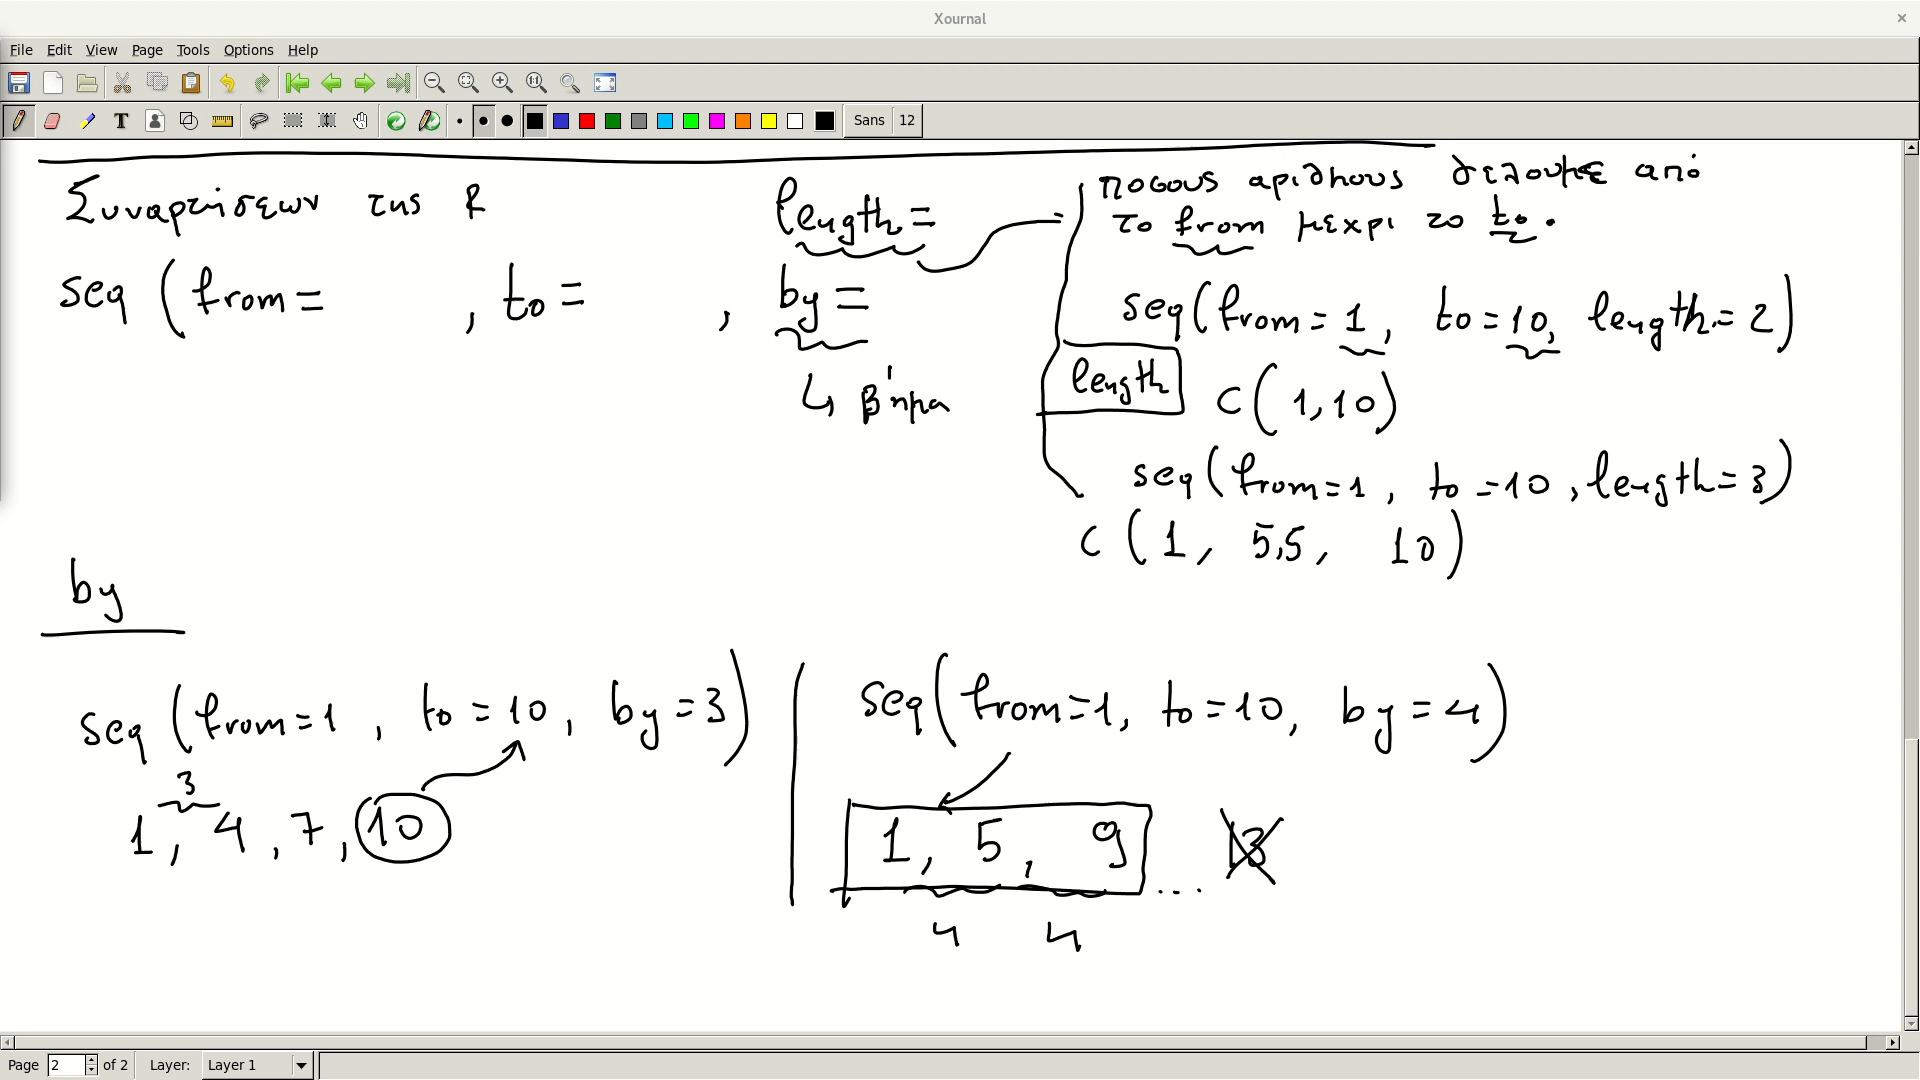 Xournal
File Edit View Page Tools Options Help
Sans 12
Συναρτήσεων της R
seq (from= , to= , by=
length=
↳ βήμα
ποσους αριθμους θελουμε από
το from μεχρι το to.
seq(from=1, to=10, length=2)
length
c(1,10)
seq(from=1, to=10, length=3)
c(1, 5,5, 10)
by
seq(from=1, to=10, by=3)
3
1, 4, 7, 10
seq(from=1, to=10, by=4)
1, 5, 9 ... 13
4 4
Page 2 of 2 Layer: Layer 1